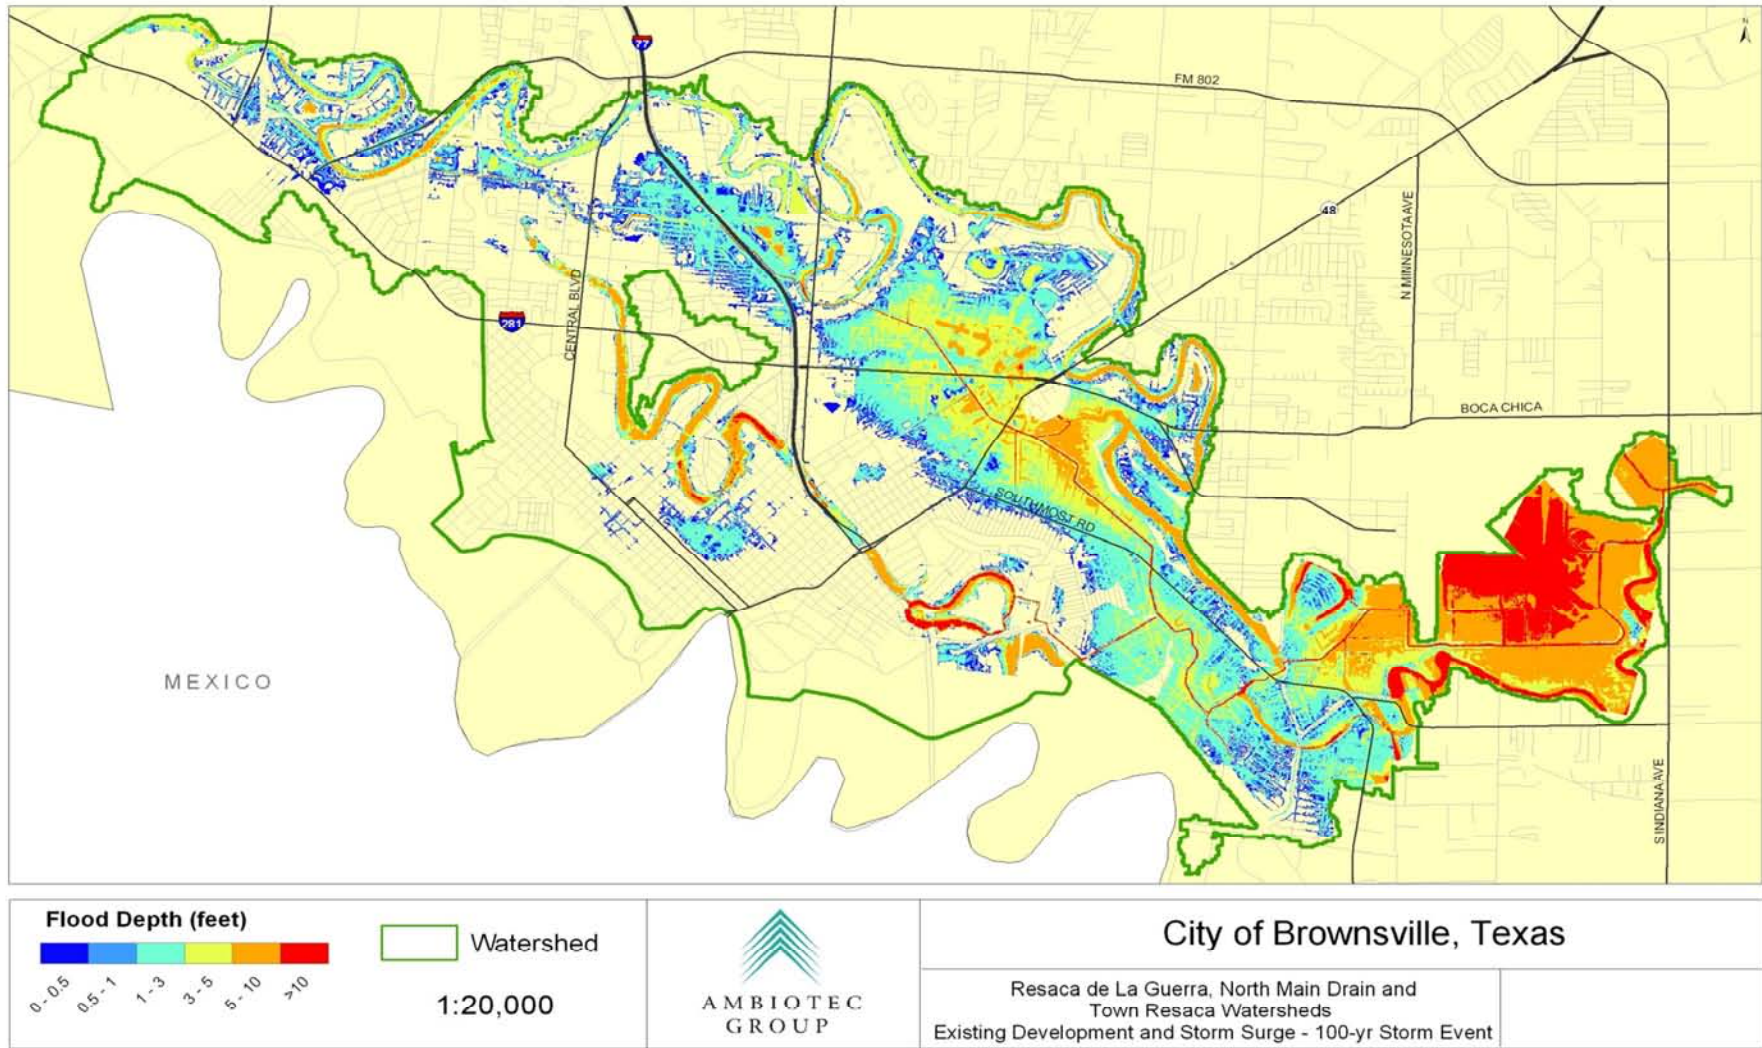 N
77
FM 802
48
N MINNESOTA AVE
CENTRAL BLVD
281
BOCA CHICA
SOUTHMOST RD
MEXICO
S INDIANA AVE
Flood Depth (feet)
0 - 0.5
0.5 - 1
1 - 3
3 - 5
5 - 10
>10
Watershed
1:20,000
AMBIOTEC
GROUP
City of Brownsville, Texas
Resaca de La Guerra, North Main Drain and
Town Resaca Watersheds
Existing Development and Storm Surge - 100-yr Storm Event